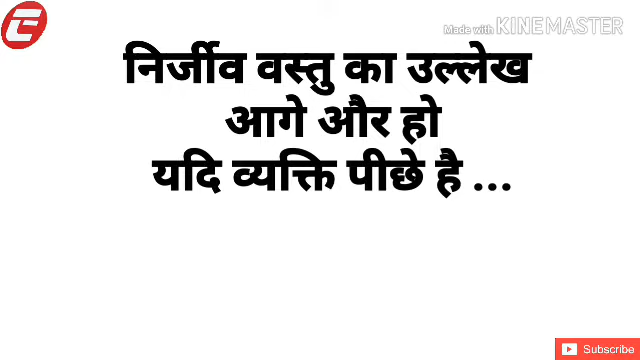 Made with KINEMASTER
निर्जीव वस्तु का उल्लेख
आगे और हो
यदि व्यक्ति पीछे है ...
Subscribe